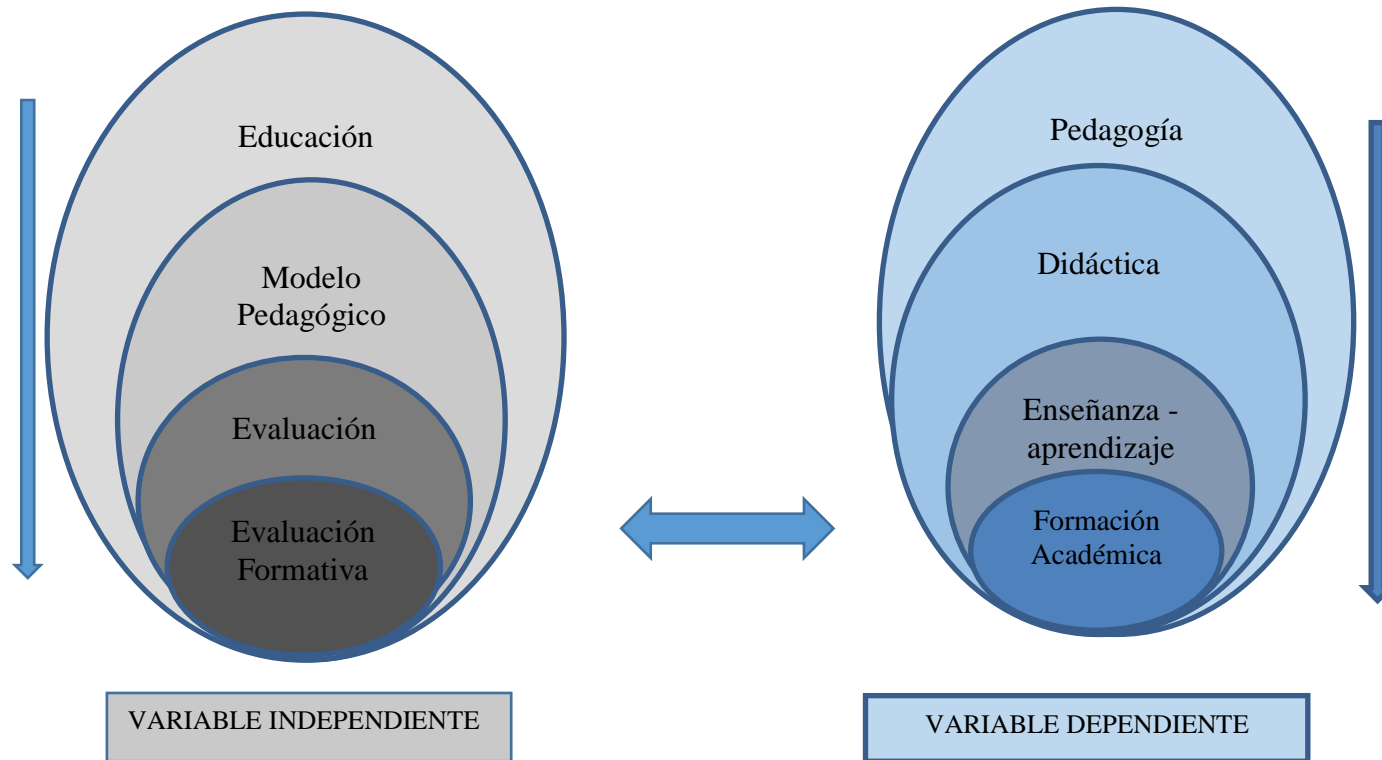 Educación
Modelo
Pedagógico
Evaluación
Evaluación
Formativa
VARIABLE INDEPENDIENTE
Pedagogía
Didáctica
Enseñanza -
aprendizaje
Formación
Académica
VARIABLE DEPENDIENTE